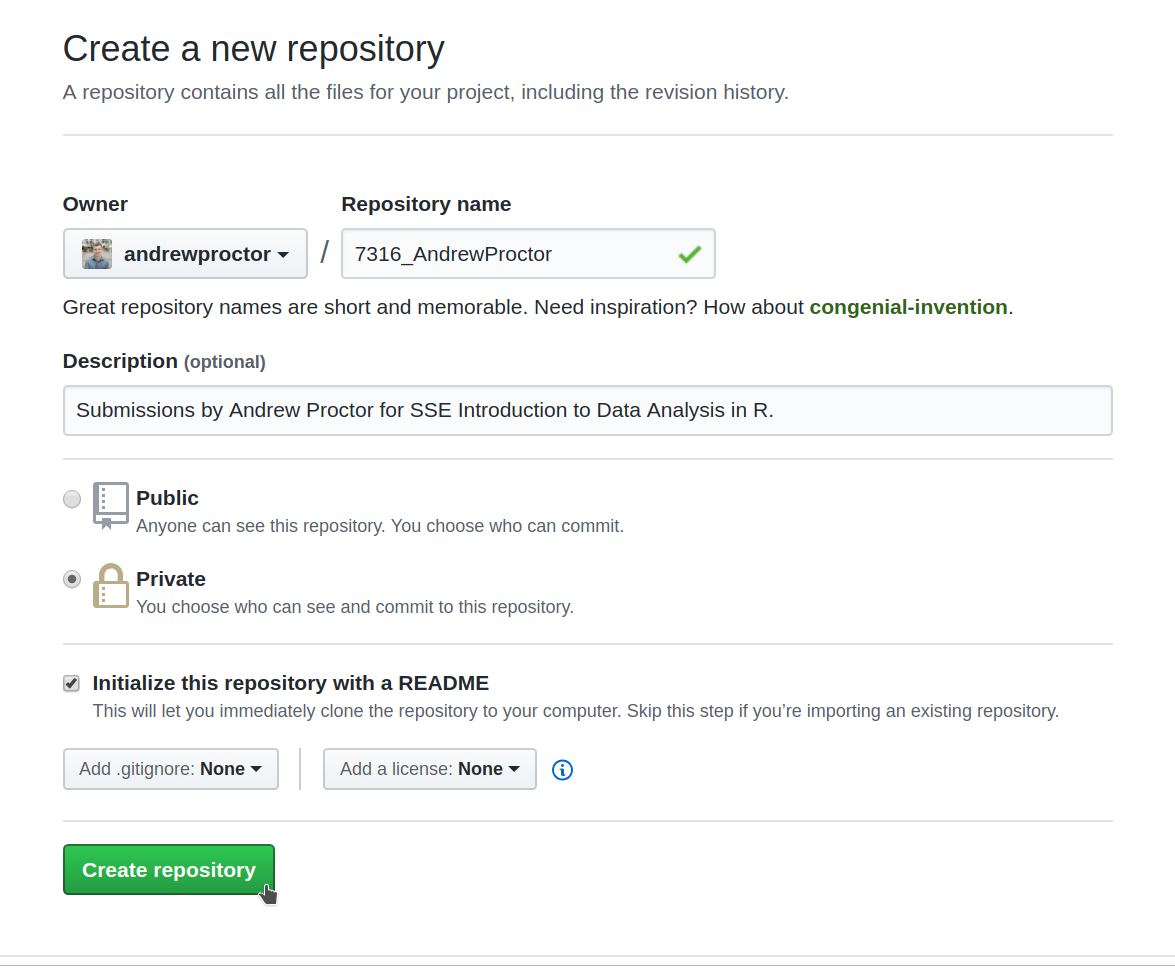 Create a new repository
A repository contains all the files for your project, including the revision history.
Owner Repository name
andrewproctor / 7316_AndrewProctor
Great repository names are short and memorable. Need inspiration? How about congenial-invention.
Description (optional)
Submissions by Andrew Proctor for SSE Introduction to Data Analysis in R.
Public
Anyone can see this repository. You choose who can commit.
Private
You choose who can see and commit to this repository.
Initialize this repository with a README
This will let you immediately clone the repository to your computer. Skip this step if you’re importing an existing repository.
Add .gitignore: None Add a license: None
Create repository